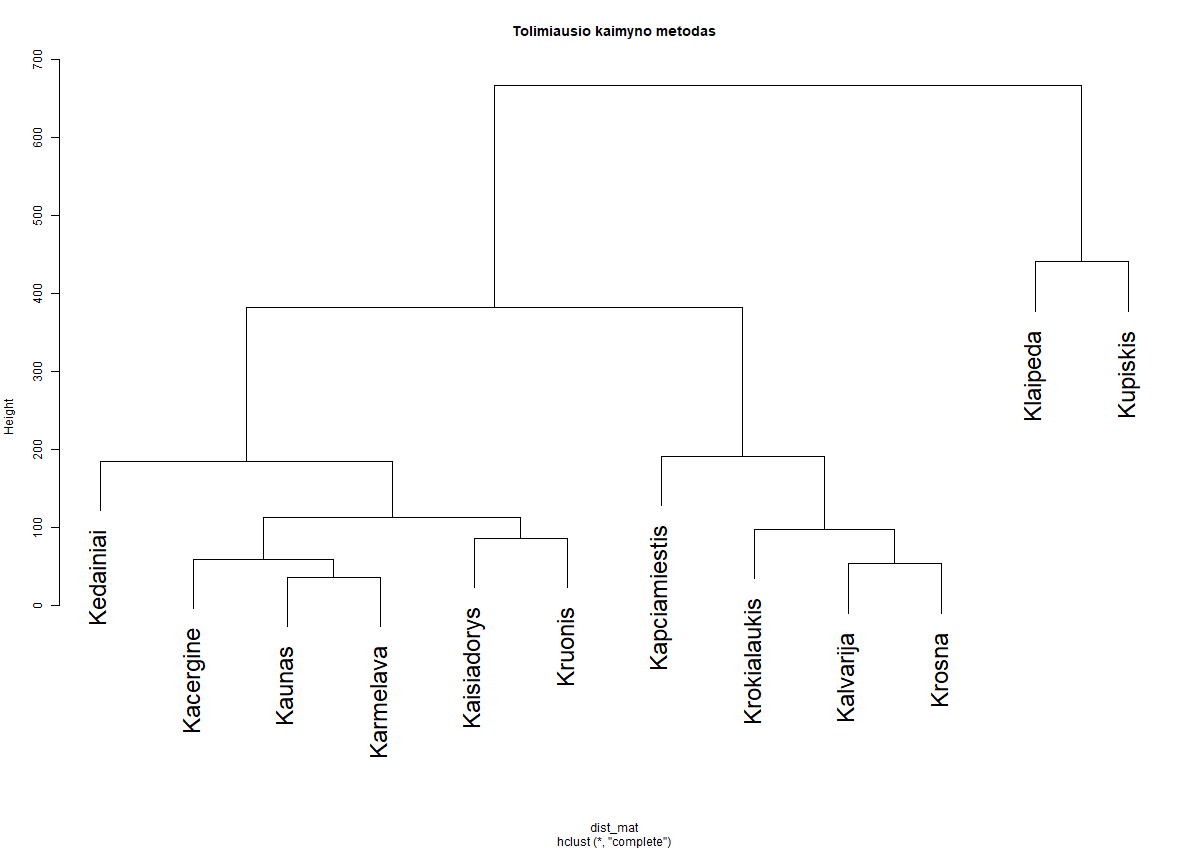 Tolimiausio kaimyno metodas
700
600
500
400
300
200
100
0
Height
Kedainiai
Kacergine
Kaunas
Karmelava
Kaisiadorys
Kruonis
Kapciamiestis
Krokialaukis
Kalvarija
Krosna
Klaipeda
Kupiskis
dist_mat
hclust (*, "complete")